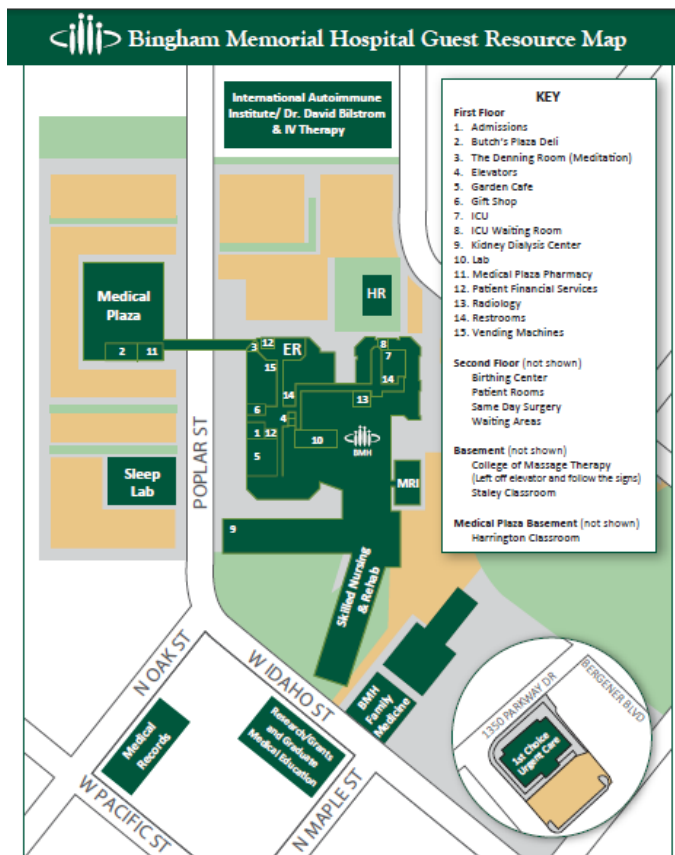 Bingham Memorial Hospital Guest Resource Map
International Autoimmune
Institute/ Dr. David Bilstrom
& IV Therapy
KEY
First Floor
1. Admissions
2. Butch's Plaza Deli
3. The Denning Room (Meditation)
4. Elevators
5. Garden Cafe
6. Gift Shop
7. ICU
8. ICU Waiting Room
9. Kidney Dialysis Center
10. Lab
11. Medical Plaza Pharmacy
12. Patient Financial Services
13. Radiology
14. Restrooms
15. Vending Machines
Second Floor (not shown)
Birthing Center
Patient Rooms
Same Day Surgery
Waiting Areas
Basement (not shown)
College of Massage Therapy
(Left off elevator and follow the signs)
Staley Classroom
Medical Plaza Basement (not shown)
Harrington Classroom
Medical
Plaza
2
11
HR
3
12
ER
8
7
15
14
14
13
6
4
1
12
10
5
BMH
Sleep
Lab
POPLAR ST
MRI
9
Skilled Nursing
& Rehab
N OAK ST
W IDAHO ST
BMH
Family
Medicine
Medical
Records
Research/Grants
and Graduate
Medical Education
W PACIFIC ST
N MAPLE ST
1350 PARKWAY DR
BERGENER BLVD
1st Choice
Urgent Care